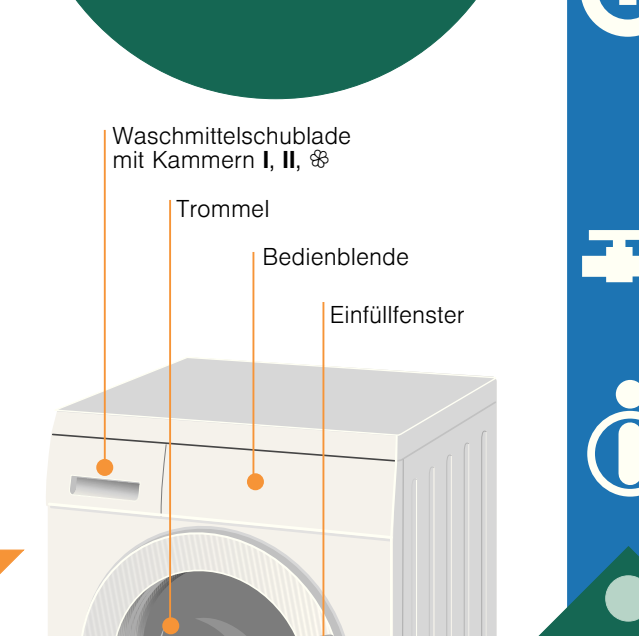 Waschmittelschublade
mit Kammern I, II, ❀
Trommel
Bedienblende
Einfüllfenster